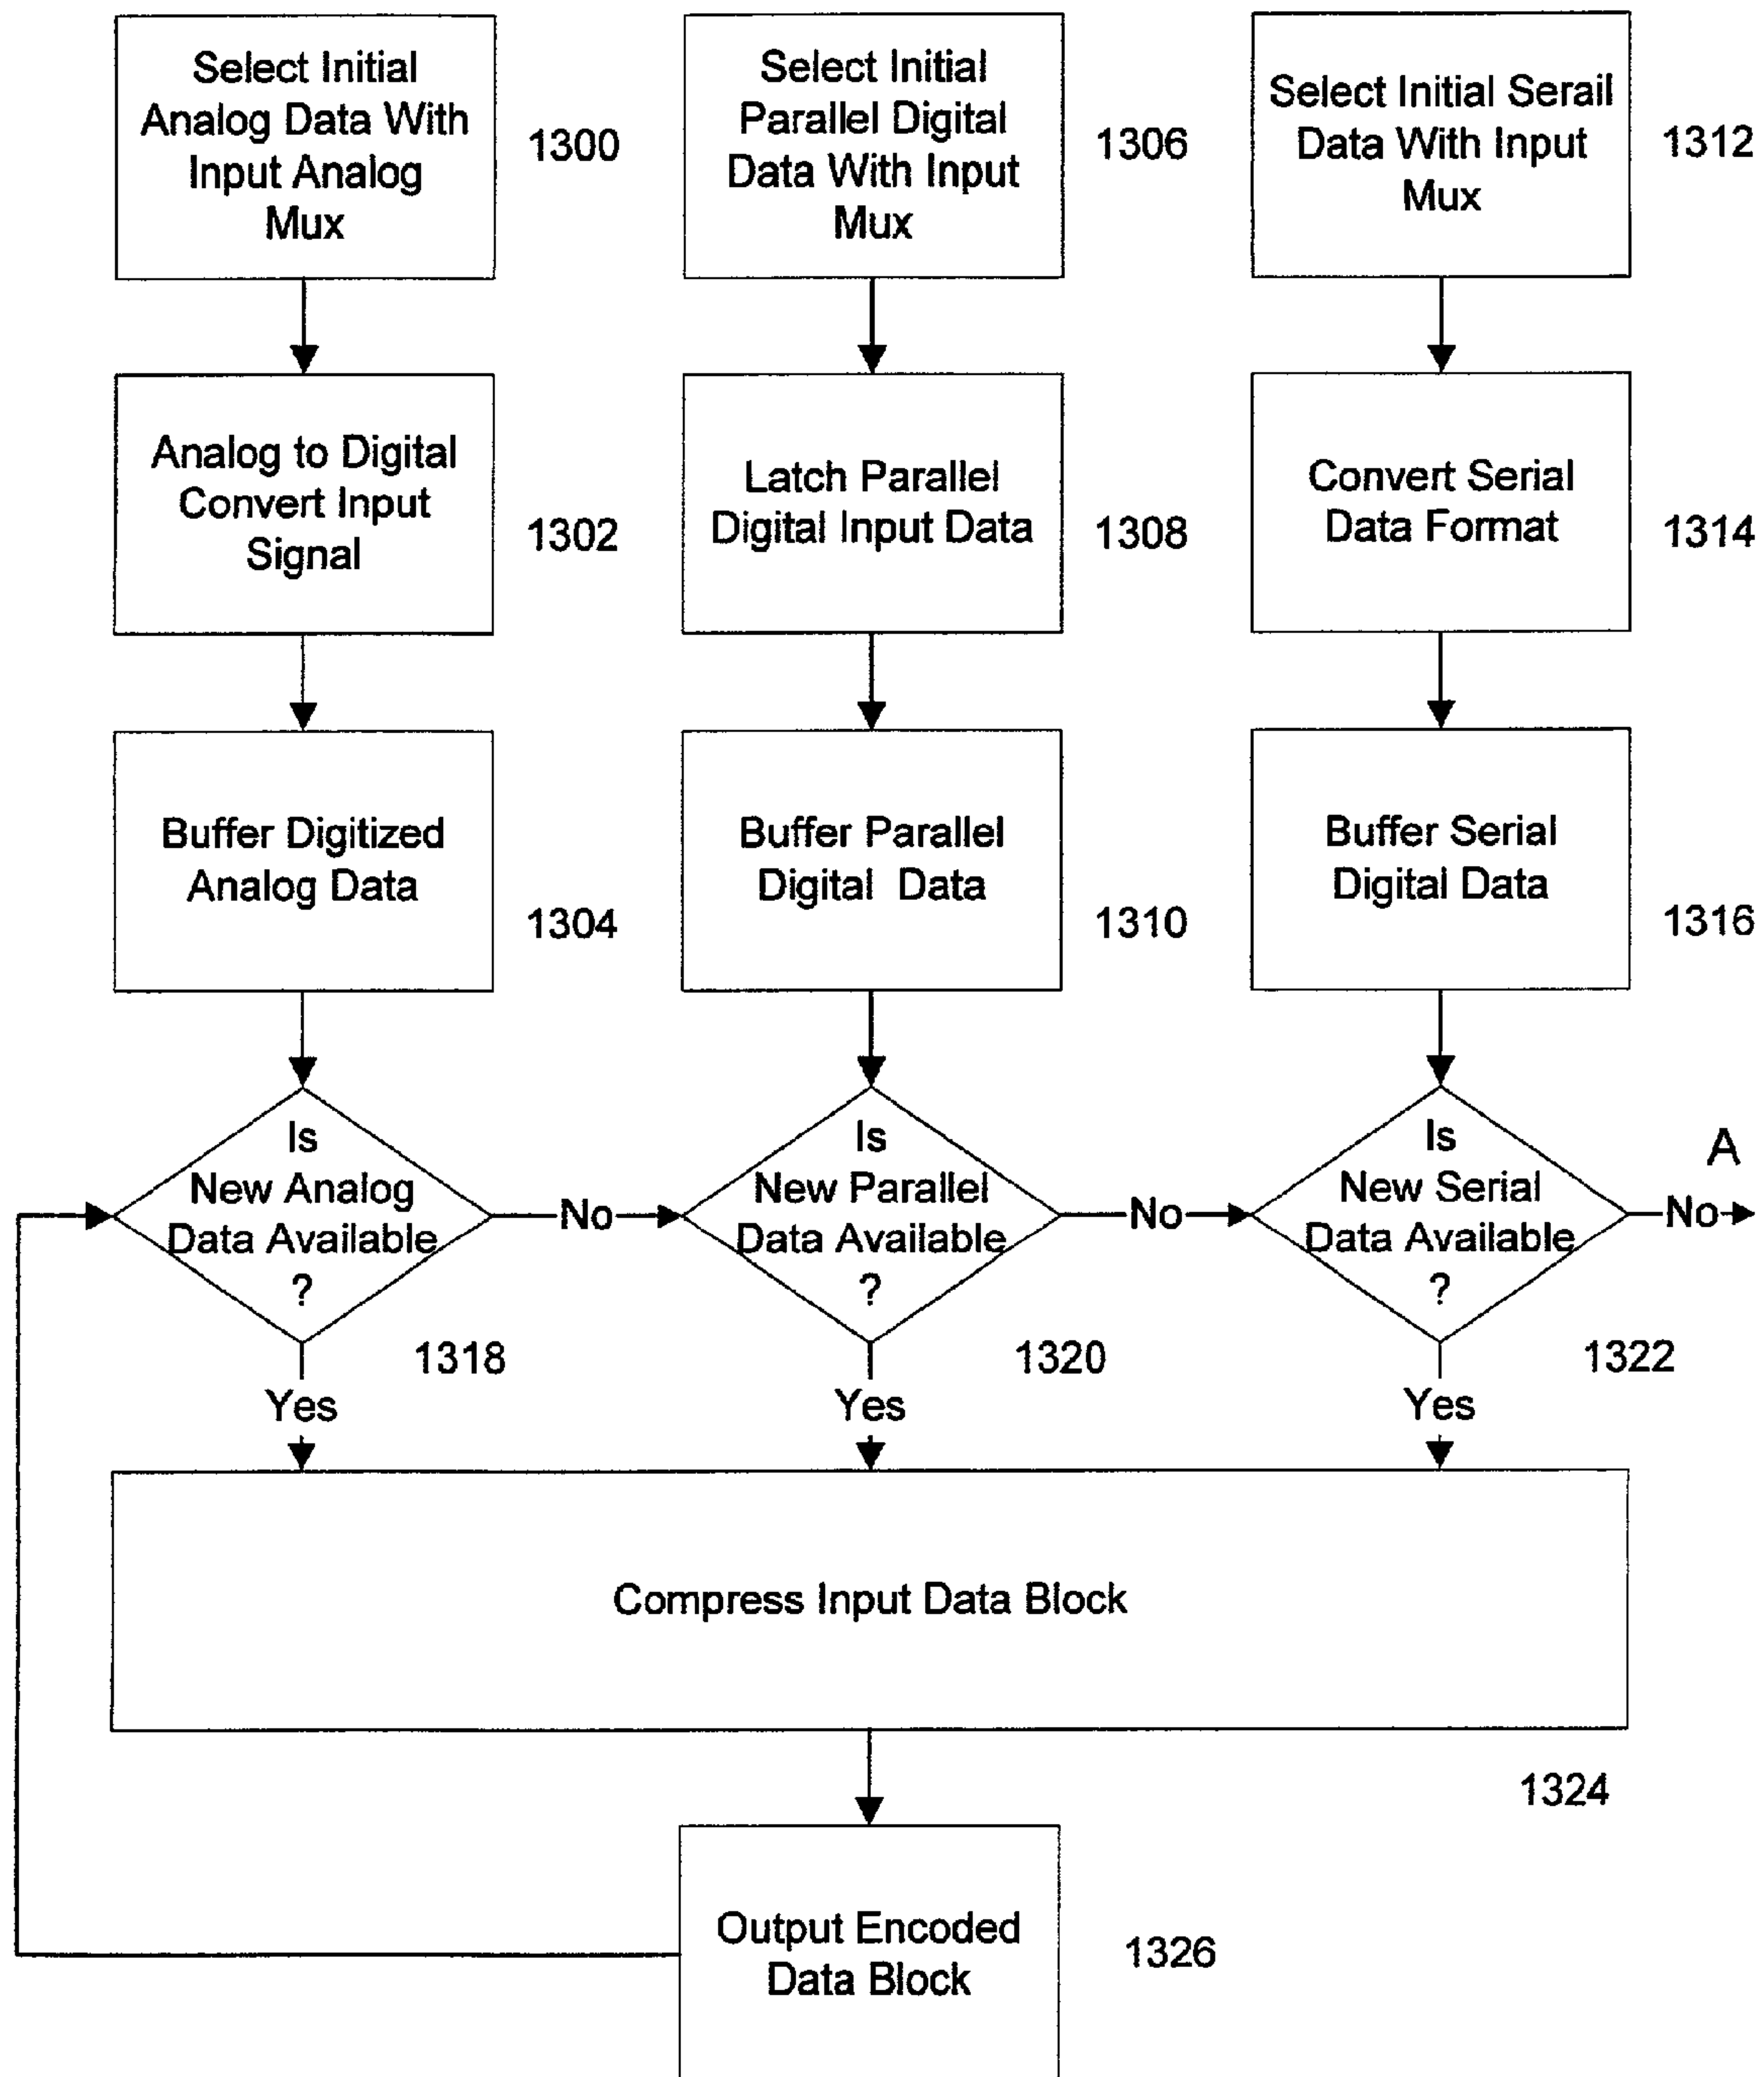 Select Initial
Analog Data With
Input Analog
Mux
1300
Select Initial
Parallel Digital
Data With Input
Mux
1306
Select Initial Serail
Data With Input
Mux
1312
Analog to Digital
Convert Input
Signal
1302
Latch Parallel
Digital Input Data
1308
Convert Serial
Data Format
1314
Buffer Digitized
Analog Data
1304
Buffer Parallel
Digital Data
1310
Buffer Serial
Digital Data
1316
Is
New Analog
Data Available
?
1318
No
Is
New Parallel
Data Available
?
1320
No
Is
New Serial
Data Available
?
1322
A
No
Yes
Yes
Yes
Compress Input Data Block
1324
Output Encoded
Data Block
1326